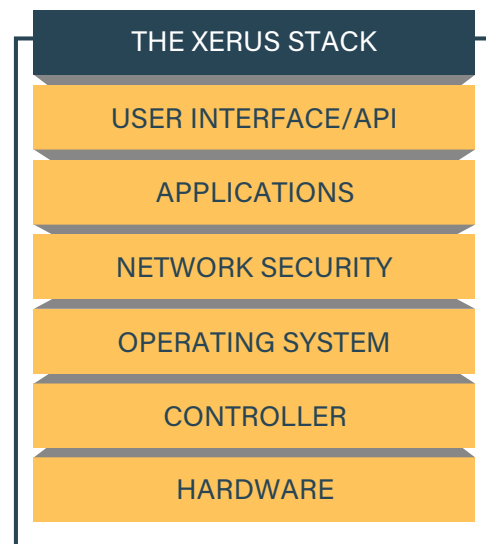 THE XERUS STACK
USER INTERFACE/API
APPLICATIONS
NETWORK SECURITY
OPERATING SYSTEM
CONTROLLER
HARDWARE